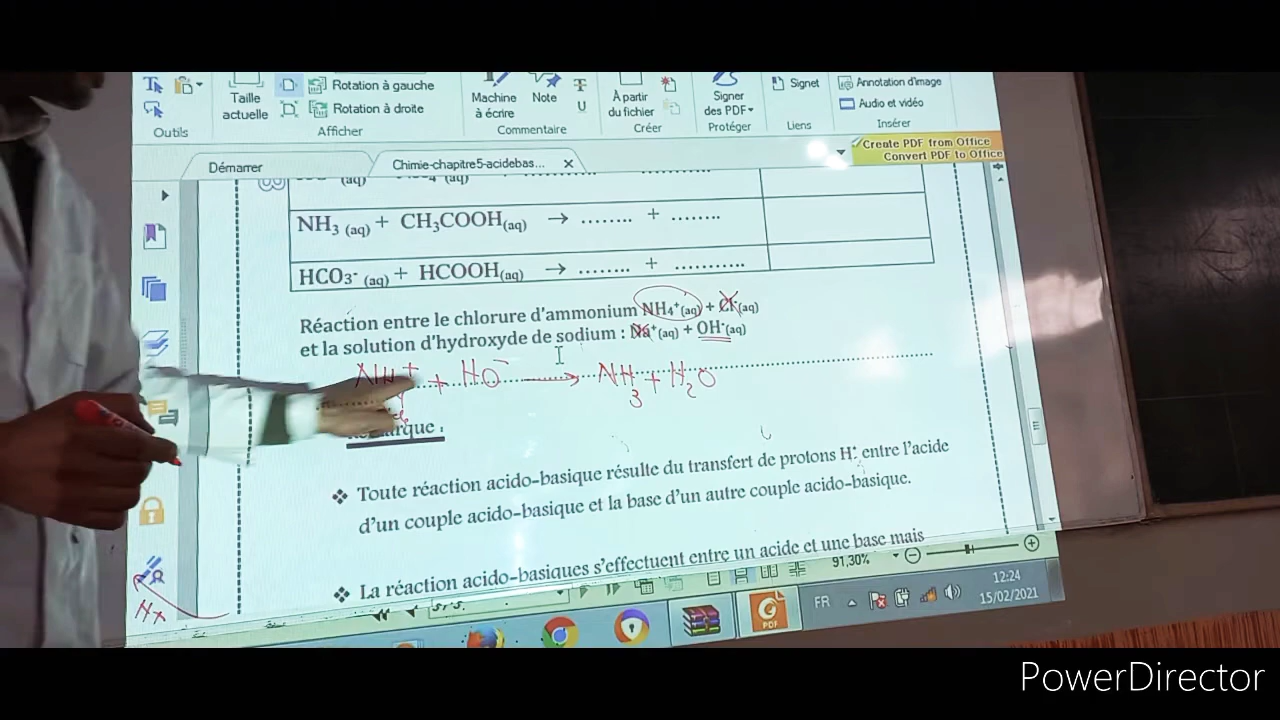 Rotation à gauche
Rotation à droite
Taille
actuelle
Outils
Afficher
Machine
à écrire
Note
Commentaire
À partir
du fichier
Créer
Signer
des PDF
Protéger
Signet
Liens
Annotation d'image
Audio et vidéo
Insérer
Create PDF from Office
Convert PDF to Office
Démarrer
Chimie-chapitre5-acidebas...
NH₃ (aq) + CH₃COOH(aq) → ........ + ........
HCO₃⁻ (aq) + HCOOH(aq) → ........ + ...........
Réaction entre le chlorure d'ammonium NH₄⁺(aq) + Cl⁻(aq)
et la solution d'hydroxyde de sodium : Na⁺(aq) + OH⁻(aq)
NH₄⁺ + HO⁻ → NH₃ + H₂O
Remarque :
❖ Toute réaction acido-basique résulte du transfert de protons H⁺ entre l'acide
d'un couple acido-basique et la base d'un autre couple acido-basique.
❖ La réaction acido-basiques s'effectuent entre un acide et une base mais
91,30%
FR
12:24
15/02/2021
PDF
PowerDirector